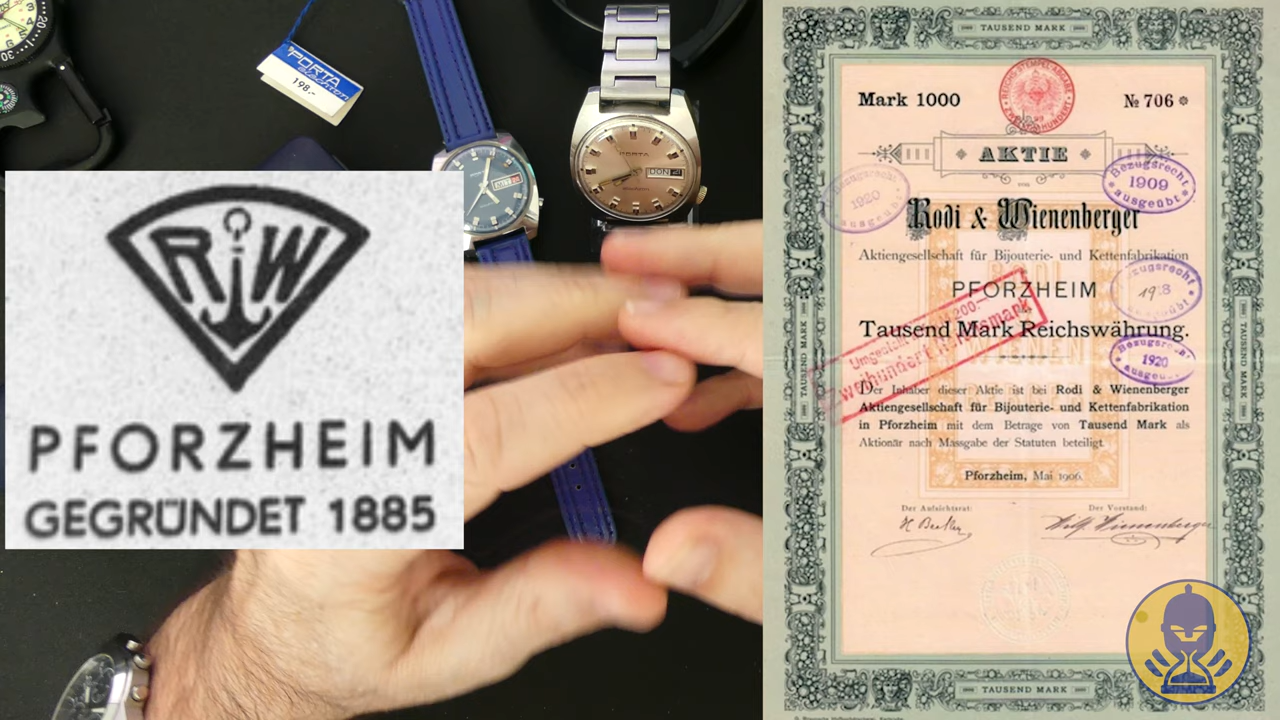 PORTA
198,-
PORTA
MIT
RW
PFORZHEIM
GEGRÜNDET 1885
TAUSEND MARK
Mark 1000
№ 706
AKTIE
Bezugsrecht
1909
ausgeübt
1920
ausgeübt
Rodi & Wienenberger
Aktiengesellschaft für Bijouterie- und Kettenfabrikation
PFORZHEIM
Tausend Mark Reichswährung.
Bezugsrecht
1920
Der Inhaber dieser Aktie ist bei Rodi & Wienenberger
Aktiengesellschaft für Bijouterie- und Kettenfabrikation
in Pforzheim mit dem Betrage von Tausend Mark als
Aktionär nach Massgabe der Statuten beteiligt.
Pforzheim, Mai 1906.
Der Aufsichtsrat:
Der Vorstand:
TAUSEND MARK
TAUSEND MARK
TAUSEND MARK